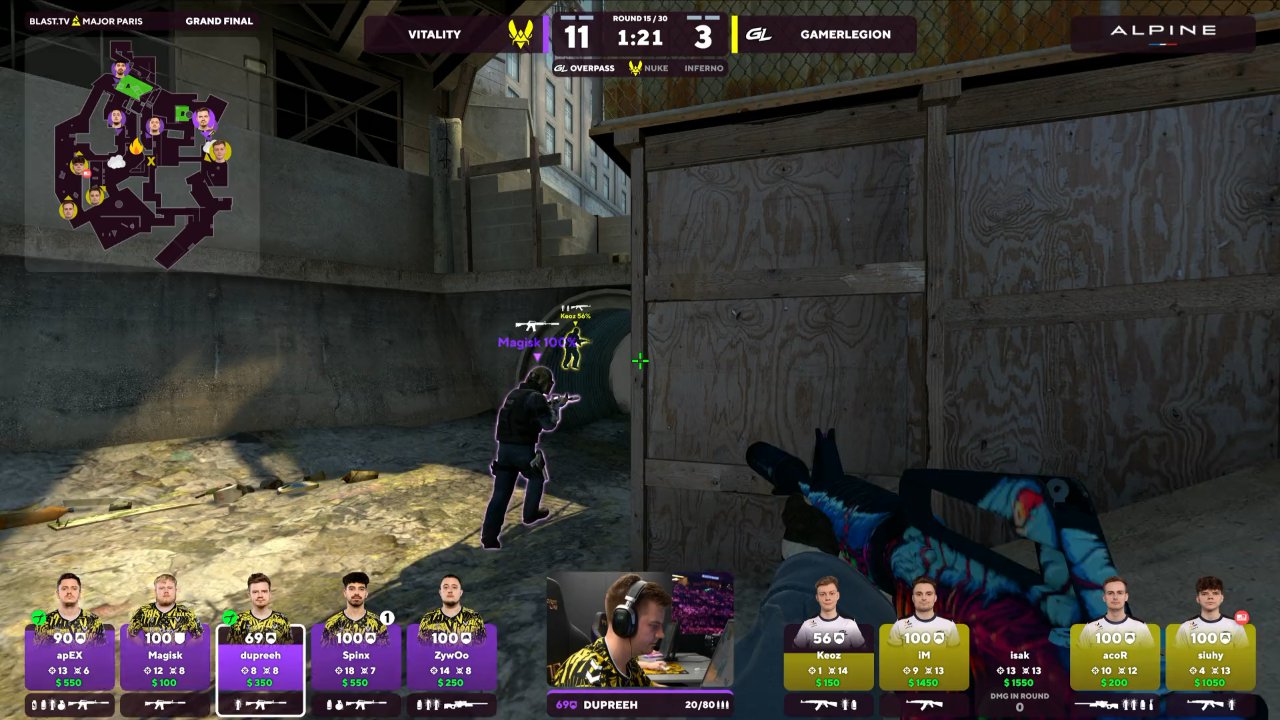 BLAST.TV MAJOR PARIS GRAND FINAL
VITALITY 11 ROUND 15 / 30 1:21 3 GL GAMERLEGION
GL OVERPASS NUKE INFERNO
ALPINE
A
B
X
Keoz 56%
Magisk 100%
90 100 69 100 1 100
apEX Magisk dupreeh Spinx ZywOo
13 6 12 8 8 8 18 7 14 8
$550 $100 $350 $550 $250
69 DUPREEH 20/80
56 100 100 100
Keoz iM isak acoR siuhy
1 14 9 13 13 13 10 12 4 13
$150 $1450 $1550 $200 $1050
DMG IN ROUND
0